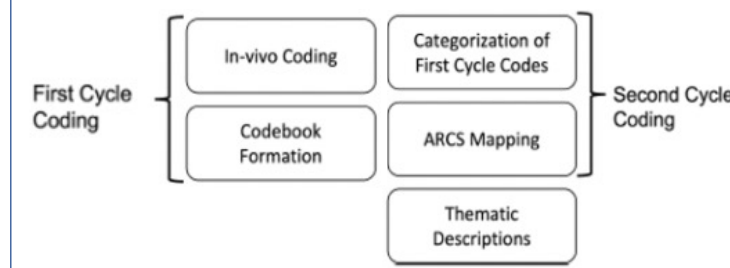 First Cycle
Coding
In-vivo Coding
Codebook
Formation
Categorization of
First Cycle Codes
ARCS Mapping
Thematic
Descriptions
Second Cycle
Coding